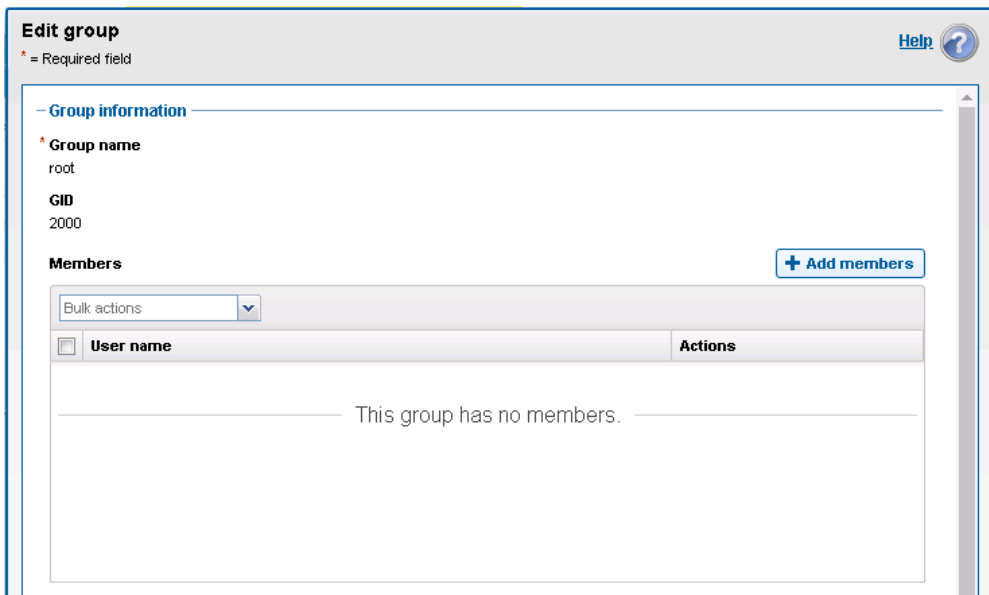 Edit group
* = Required field
Help
Group information
* Group name
root
GID
2000
Members
+ Add members
Bulk actions
User name Actions
This group has no members.